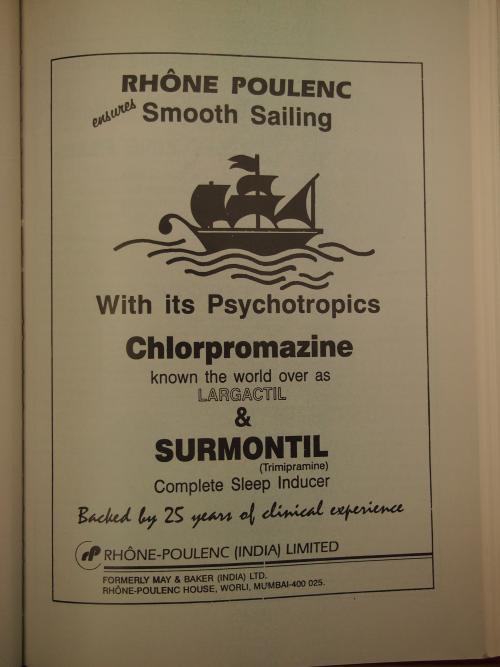 RHÔNE POULENC
ensures Smooth Sailing
With its Psychotropics
Chlorpromazine
known the world over as
LARGACTIL
&
SURMONTIL
(Trimipramine)
Complete Sleep Inducer
Backed by 25 years of clinical experience
rP RHÔNE-POULENC (INDIA) LIMITED
FORMERLY MAY & BAKER (INDIA) LTD.
RHÔNE-POULENC HOUSE, WORLI, MUMBAI-400 025.